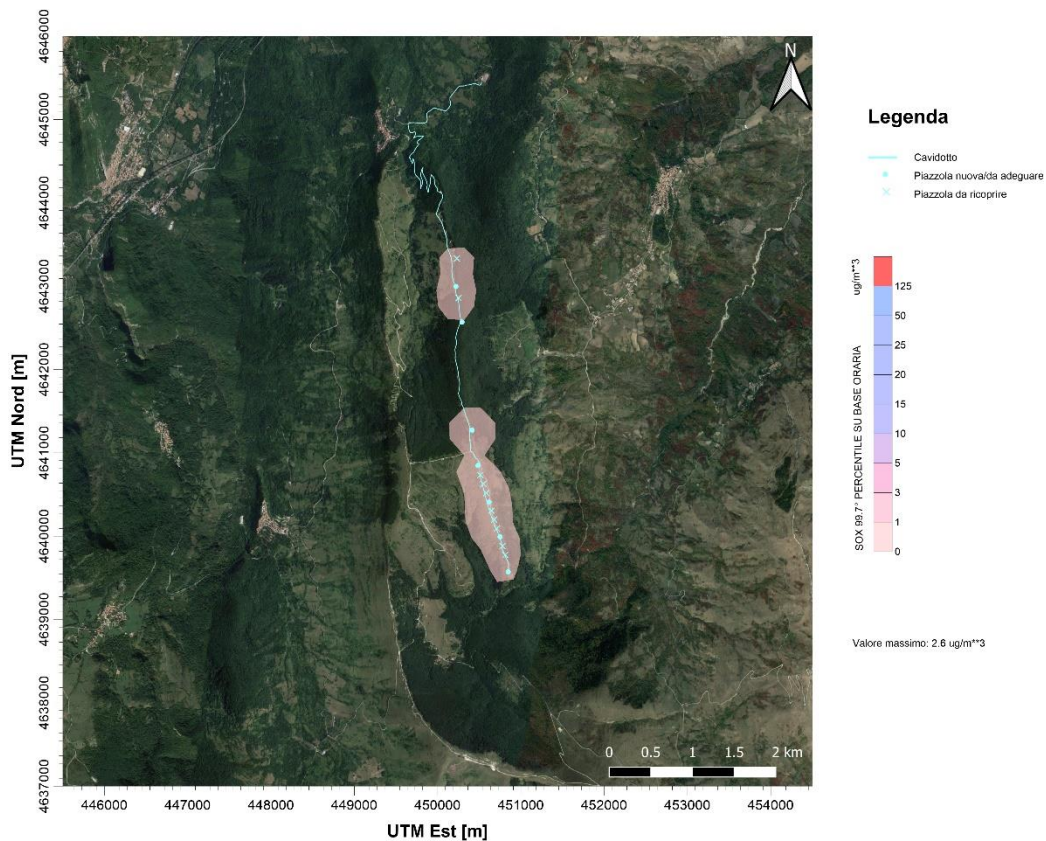 4646000
4645000
4644000
4643000
4642000
4641000
4640000
4639000
4638000
4637000
UTM Nord [m]
N
0 0.5 1 1.5 2 km
446000 447000 448000 449000 450000 451000 452000 453000 454000
UTM Est [m]
Legenda
Cavidotto
Piazzola nuova/da adeguare
Piazzola da ricoprire
ug/m**3
SOX 99.7° PERCENTILE SU BASE ORARIA
125
50
25
20
15
10
5
3
1
0
Valore massimo: 2.6 ug/m**3